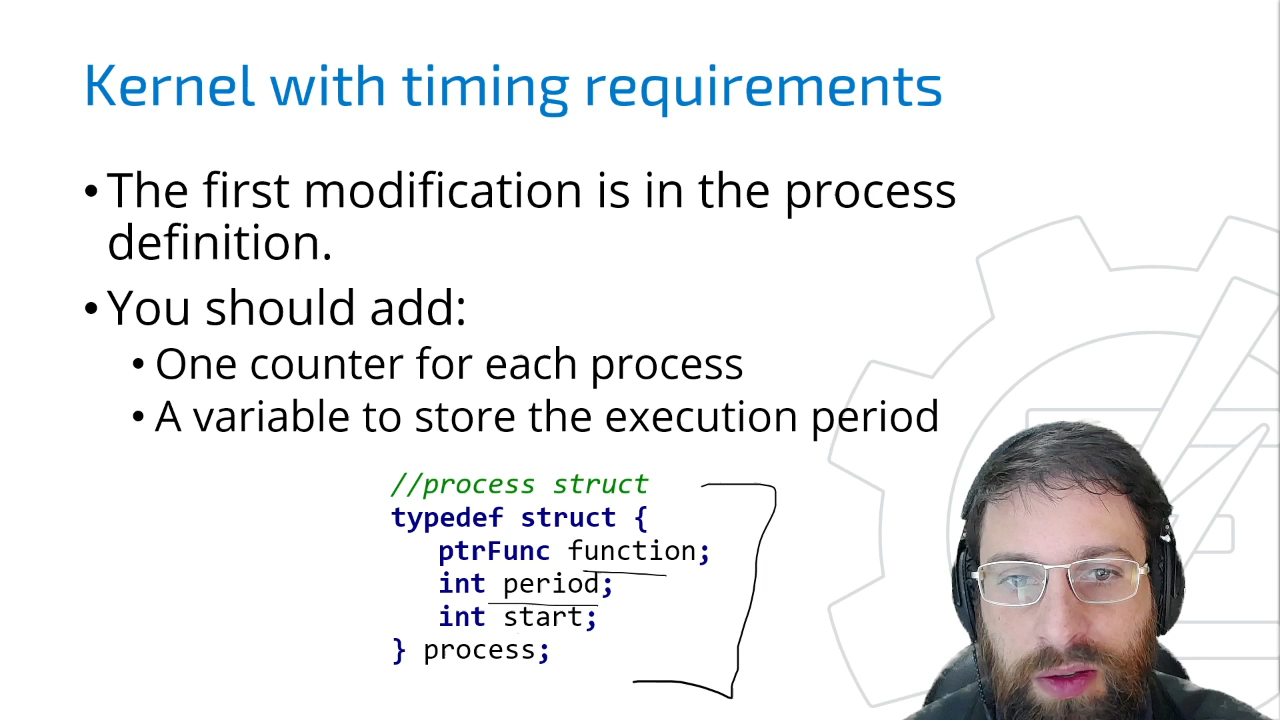 Kernel with timing requirements
• The first modification is in the process
definition.
• You should add:
• One counter for each process
• A variable to store the execution period
//process struct
typedef struct {
ptrFunc function;
int period;
int start;
} process;